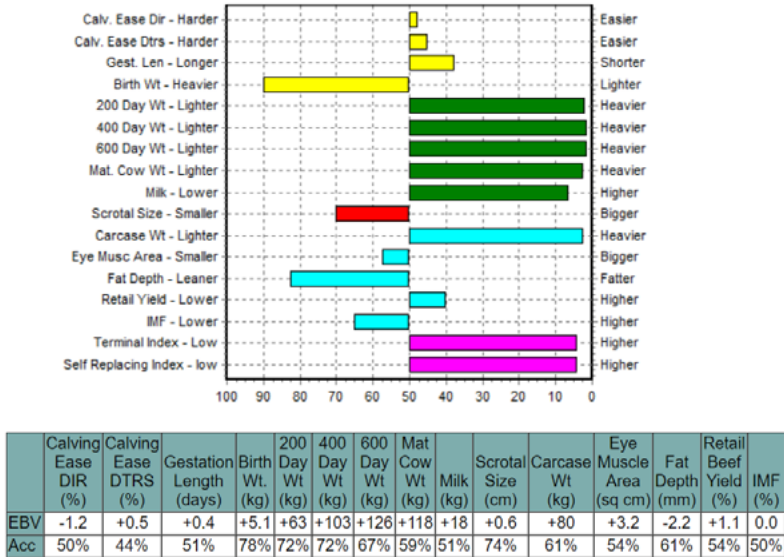 Calv. Ease Dir - Harder Easier
Calv. Ease Dtrs - Harder Easier
Gest. Len - Longer Shorter
Birth Wt - Heavier Lighter
200 Day Wt - Lighter Heavier
400 Day Wt - Lighter Heavier
600 Day Wt - Lighter Heavier
Mat. Cow Wt - Lighter Heavier
Milk - Lower Higher
Scrotal Size - Smaller Bigger
Carcase Wt - Lighter Heavier
Eye Musc Area - Smaller Bigger
Fat Depth - Leaner Fatter
Retail Yield - Lower Higher
IMF - Lower Higher
Terminal Index - Low Higher
Self Replacing Index - low Higher
100 90 80 70 60 50 40 30 20 10 0
Calving Ease DIR (%) Calving Ease DTRS (%) Gestation Length (days) Birth Wt. (kg) 200 Day Wt (kg) 400 Day Wt (kg) 600 Day Wt (kg) Mat Cow Wt (kg) Milk (kg) Scrotal Size (cm) Carcase Wt (kg) Eye Muscle Area (sq cm) Fat Depth (mm) Retail Beef Yield (%) IMF (%)
EBV -1.2 +0.5 +0.4 +5.1 +63 +103 +126 +118 +18 +0.6 +80 +3.2 -2.2 +1.1 0.0
Acc 50% 44% 51% 78% 72% 72% 67% 59% 51% 74% 61% 54% 61% 54% 50%